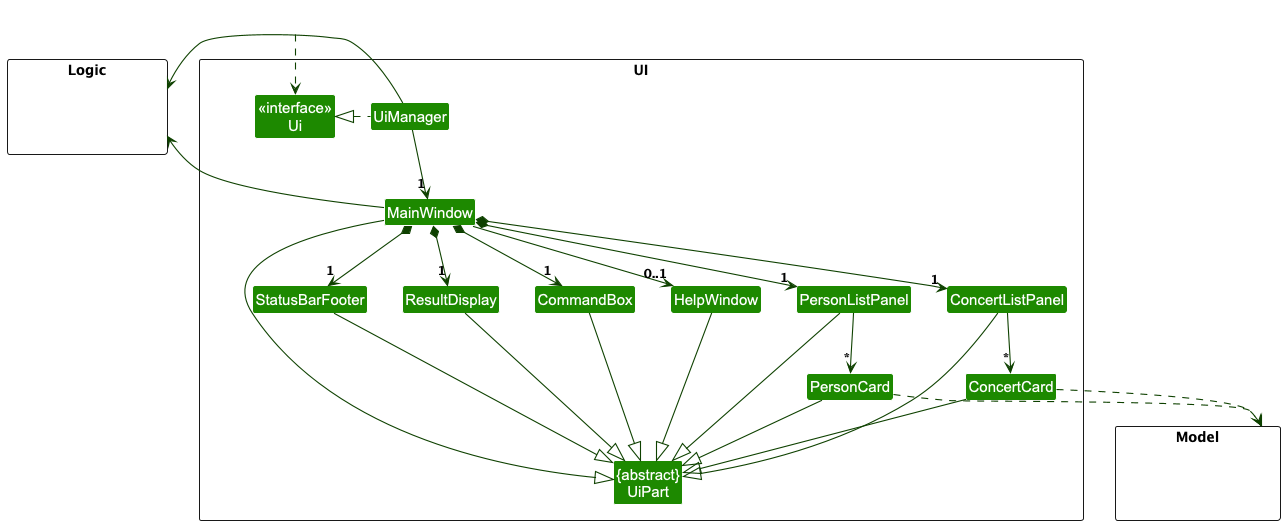 Logic
UI
«interface»
Ui
UiManager
1
MainWindow
1
1
1
0..1
1
1
StatusBarFooter
ResultDisplay
CommandBox
HelpWindow
PersonListPanel
ConcertListPanel
*
*
PersonCard
ConcertCard
Model
{abstract}
UiPart